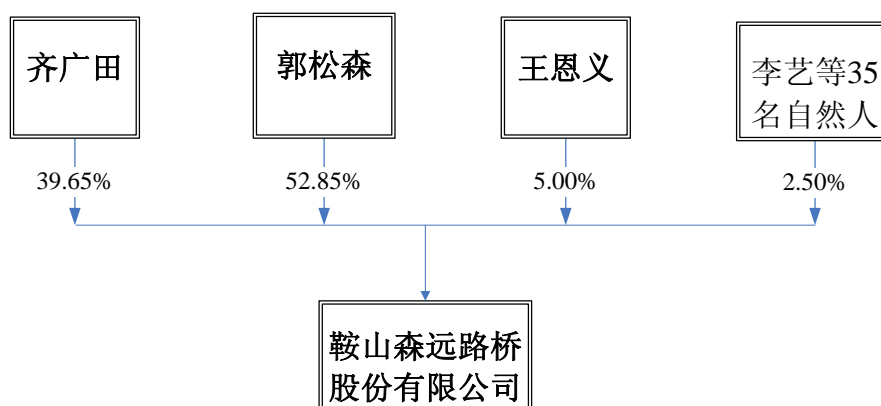 齐广田
郭松森
王恩义
李艺等35
名自然人
39.65%
52.85%
5.00%
2.50%
鞍山森远路桥
股份有限公司